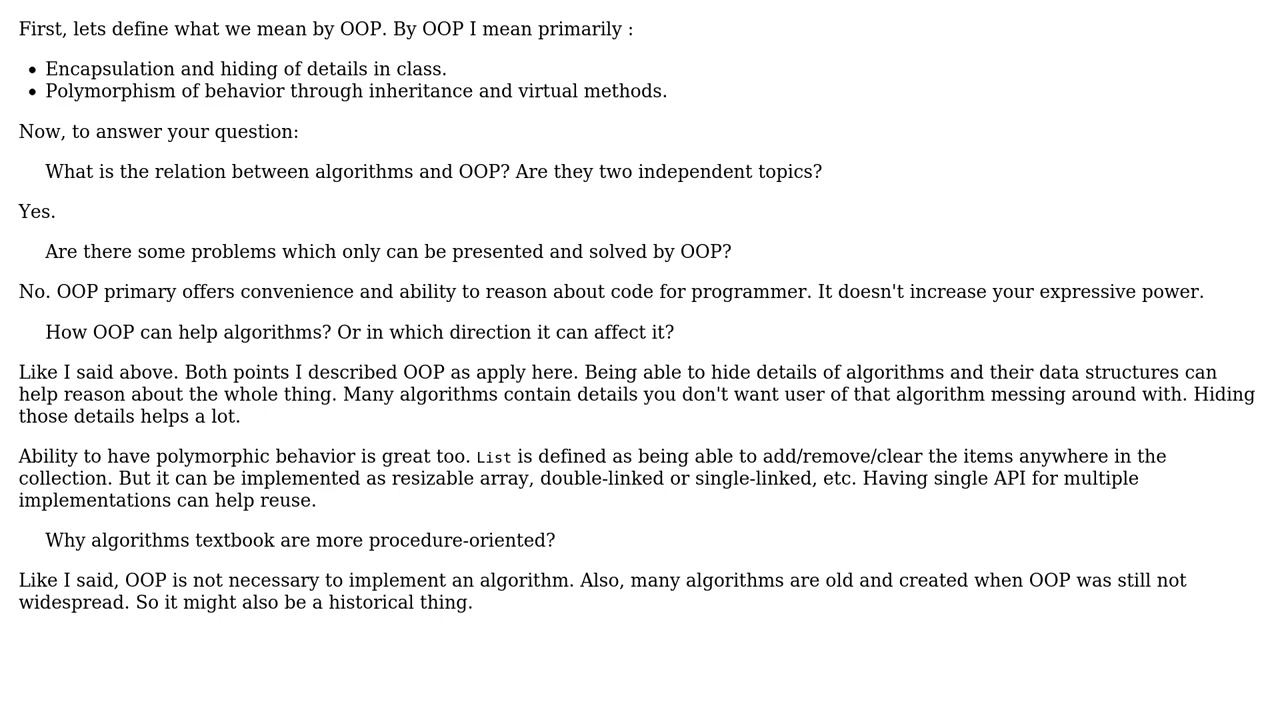 First, lets define what we mean by OOP. By OOP I mean primarily :
• Encapsulation and hiding of details in class.
• Polymorphism of behavior through inheritance and virtual methods.
Now, to answer your question:
What is the relation between algorithms and OOP? Are they two independent topics?
Yes.
Are there some problems which only can be presented and solved by OOP?
No. OOP primary offers convenience and ability to reason about code for programmer. It doesn't increase your expressive power.
How OOP can help algorithms? Or in which direction it can affect it?
Like I said above. Both points I described OOP as apply here. Being able to hide details of algorithms and their data structures can
help reason about the whole thing. Many algorithms contain details you don't want user of that algorithm messing around with. Hiding
those details helps a lot.
Ability to have polymorphic behavior is great too. List is defined as being able to add/remove/clear the items anywhere in the
collection. But it can be implemented as resizable array, double-linked or single-linked, etc. Having single API for multiple
implementations can help reuse.
Why algorithms textbook are more procedure-oriented?
Like I said, OOP is not necessary to implement an algorithm. Also, many algorithms are old and created when OOP was still not
widespread. So it might also be a historical thing.